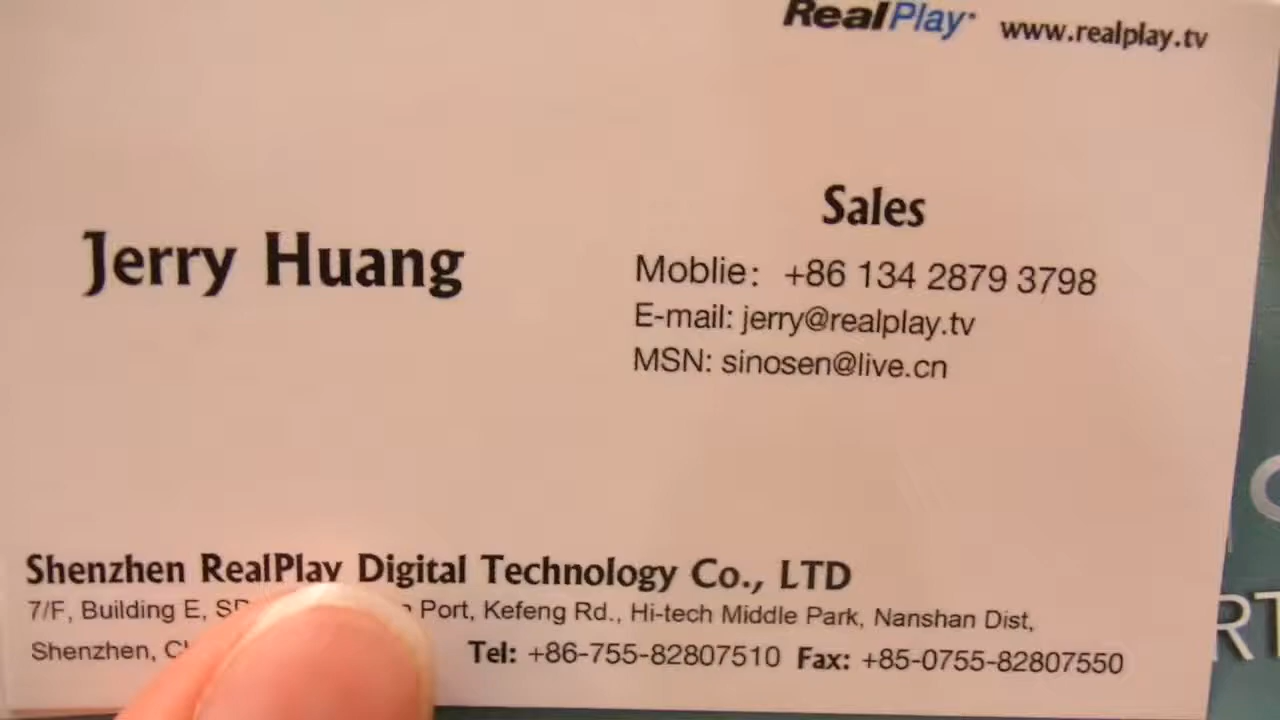 RealPlay www.realplay.tv
Sales
Jerry Huang
Moblie: +86 134 2879 3798
E-mail: jerry@realplay.tv
MSN: sinosen@live.cn
Shenzhen RealPlay Digital Technology Co., LTD
7/F, Building E, Port, Kefeng Rd., Hi-tech Middle Park, Nanshan Dist,
Shenzhen, Tel: +86-755-82807510 Fax: +85-0755-82807550